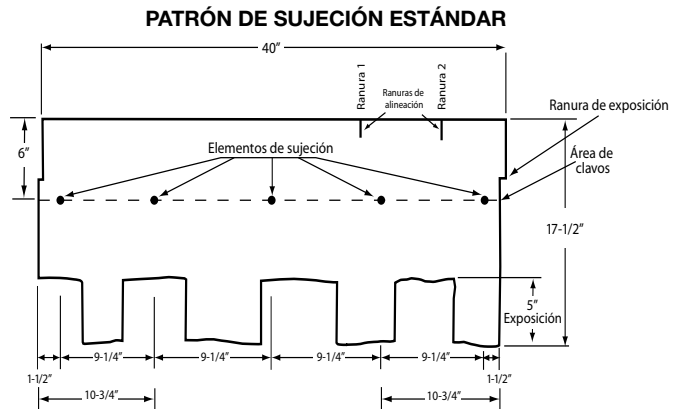 PATRÓN DE SUJECIÓN ESTÁNDAR
40"
Ranura 1
Ranuras de
alineación
Ranura 2
Ranura de exposición
6"
Elementos de sujeción
Área de
clavos
17-1/2"
5"
Exposición
9-1/4" 9-1/4" 9-1/4" 9-1/4"
1-1/2" 1-1/2"
10-3/4" 10-3/4"